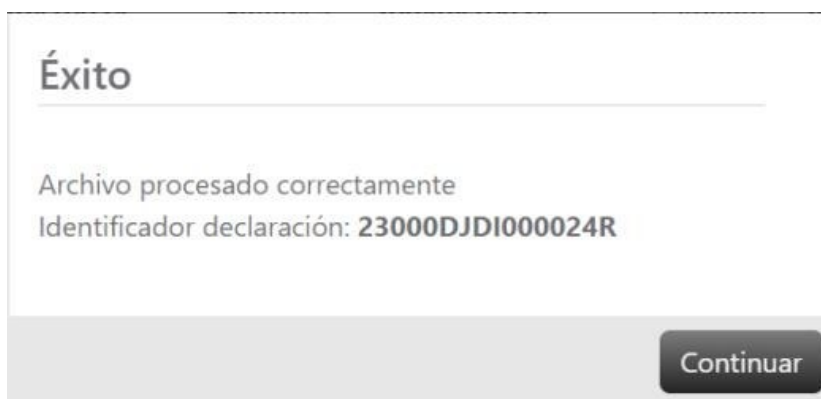 Éxito
Archivo procesado correctamente
Identificador declaración: 23000DJDI000024R
Continuar